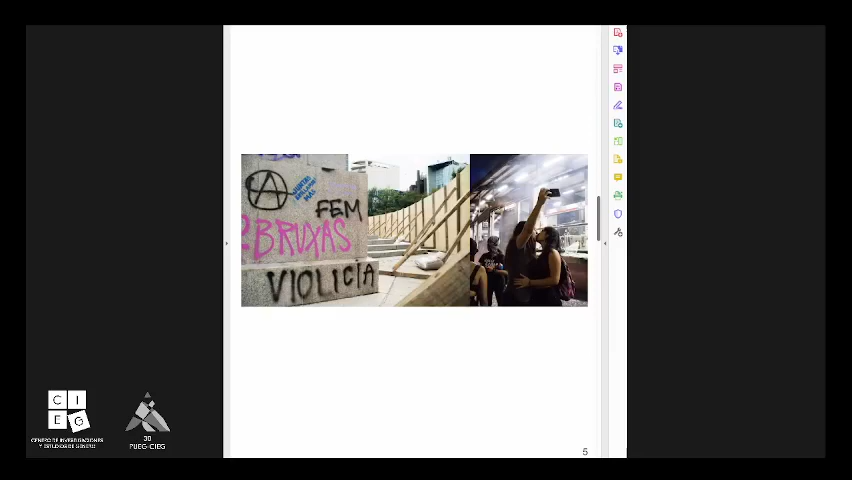 FEM
BRUXAS
VIOLICIA
C I
E G
CENTRO DE INVESTIGACIONES
Y ESTUDIOS DE GÉNERO
30
PUEG-CIEG
5